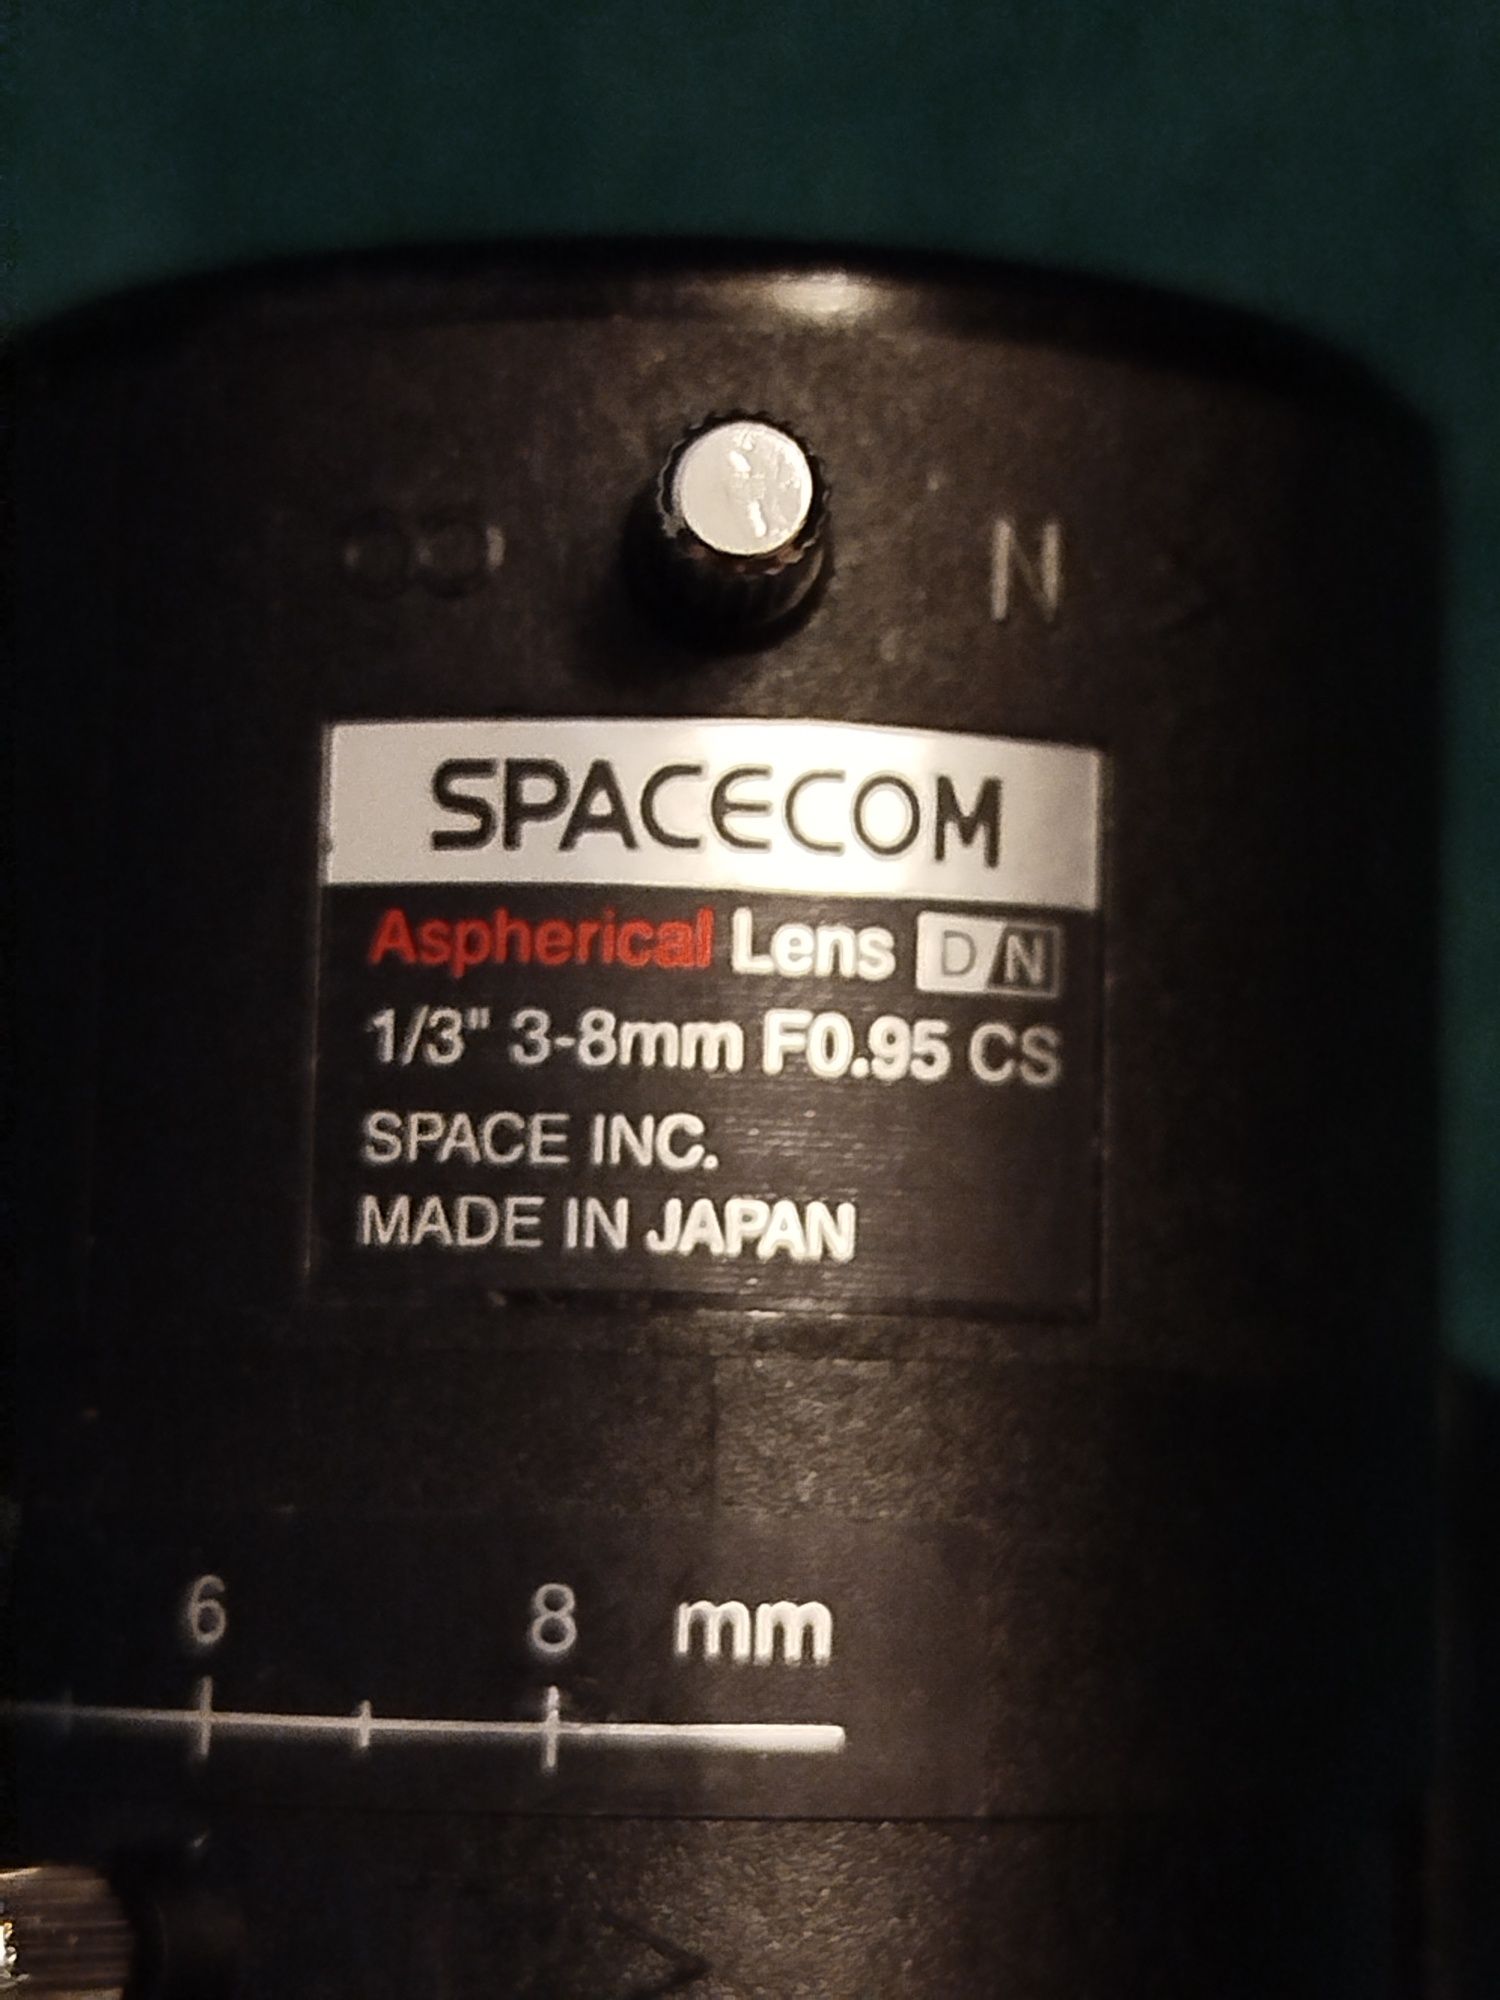 ∞ N
SPACECOM
Aspherical Lens D/N
1/3" 3-8mm F0.95 CS
SPACE INC.
MADE IN JAPAN
6 8 mm